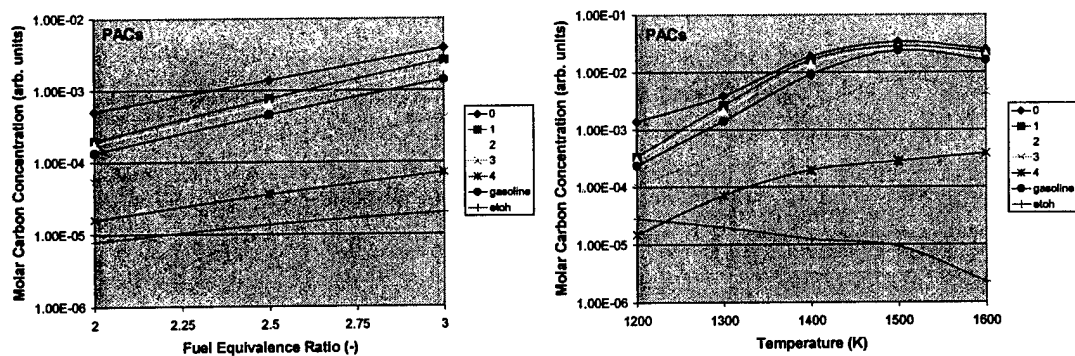 PACs
Molar Carbon Concentration (arb. units)
1.00E-02
1.00E-03
1.00E-04
1.00E-05
1.00E-06
2
2.25
2.5
2.75
3
Fuel Equivalence Ratio (-)
0
1
2
3
4
gasoline
etoh
PACs
Molar Carbon Concentration (arb. units)
1.00E-01
1.00E-02
1.00E-03
1.00E-04
1.00E-05
1.00E-06
1200
1300
1400
1500
1600
Temperature (K)
0
1
2
3
4
gasoline
etoh